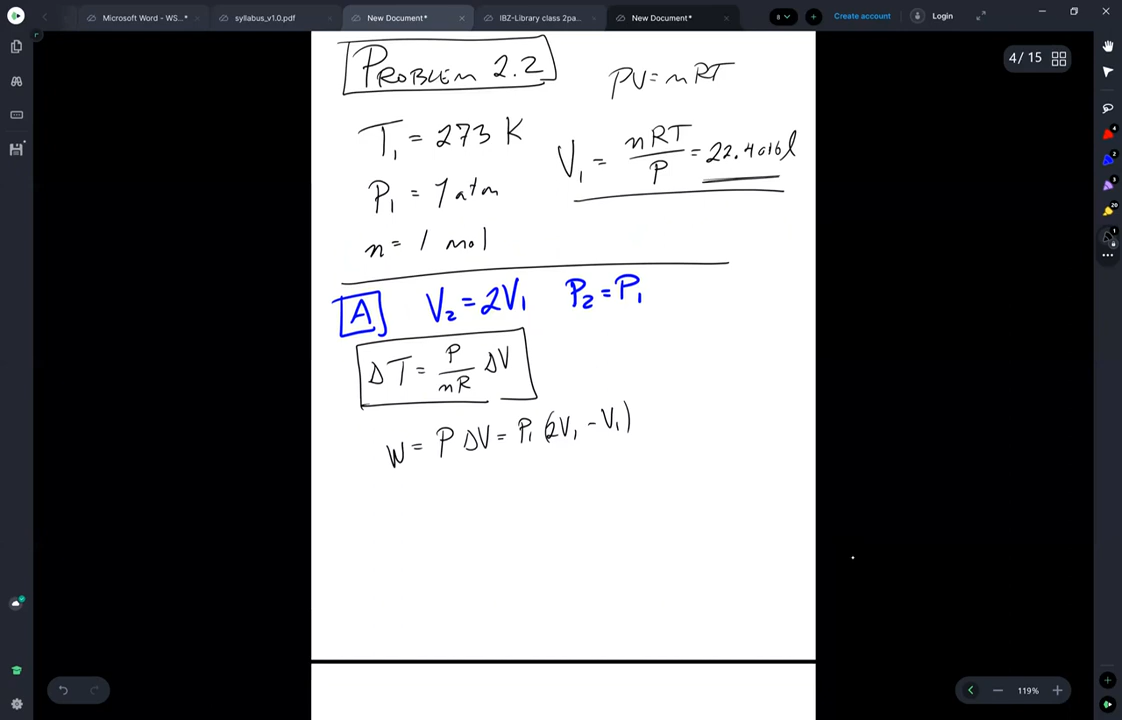 Microsoft Word - WS...*
syllabus_v1.0.pdf
New Document*
IBZ-Library class 2pa...
New Document*
8
Create account
Login
4 / 15
PROBLEM 2.2
PV = nRT
T₁ = 273 K
V₁ = nRT/P = 22.4016 l
P₁ = 1 atm
n = 1 mol
A V₂ = 2V₁ P₂ = P₁
ΔT = P/nR ΔV
W = P ΔV = P₁ (2V₁ - V₁)
119%